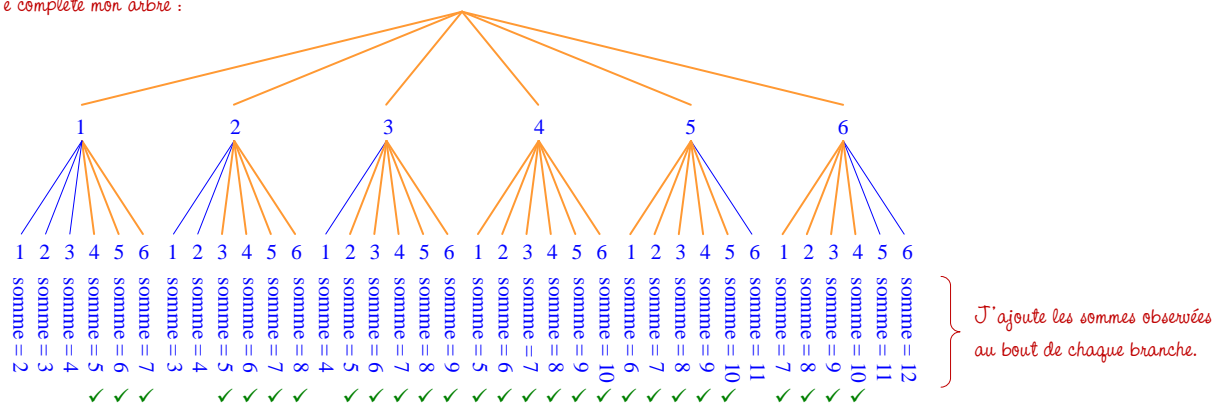 e complète mon arbre :
1 2 3 4 5 6
1 2 3 4 5 6 1 2 3 4 5 6 1 2 3 4 5 6 1 2 3 4 5 6 1 2 3 4 5 6 1 2 3 4 5 6
somme = 2
somme = 3
somme = 4
somme = 5
somme = 6
somme = 7
somme = 3
somme = 4
somme = 5
somme = 6
somme = 7
somme = 8
somme = 4
somme = 5
somme = 6
somme = 7
somme = 8
somme = 9
somme = 5
somme = 6
somme = 7
somme = 8
somme = 9
somme = 10
somme = 6
somme = 7
somme = 8
somme = 9
somme = 10
somme = 11
somme = 7
somme = 8
somme = 9
somme = 10
somme = 11
somme = 12
✓ ✓ ✓ ✓ ✓ ✓ ✓ ✓ ✓ ✓ ✓ ✓ ✓ ✓ ✓ ✓ ✓ ✓ ✓ ✓ ✓ ✓ ✓ ✓ ✓ ✓ ✓
J'ajoute les sommes observées
au bout de chaque branche.